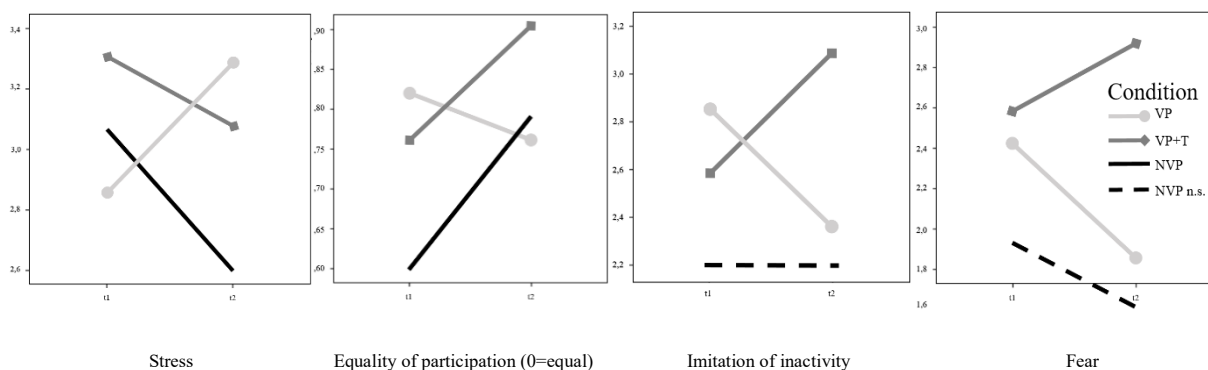 3,4
3,2
3,0
2,8
2,6
t1
t2
Stress
,90
,85
,80
,75
,70
,65
,60
t1
t2
Equality of participation (0=equal)
3,2
3,0
2,8
2,6
2,4
2,2
t1
t2
Imitation of inactivity
3,0
2,8
2,6
2,4
2,2
2,0
1,8
1,6
t1
t2
Condition
VP
VP+T
NVP
NVP n.s.
Fear